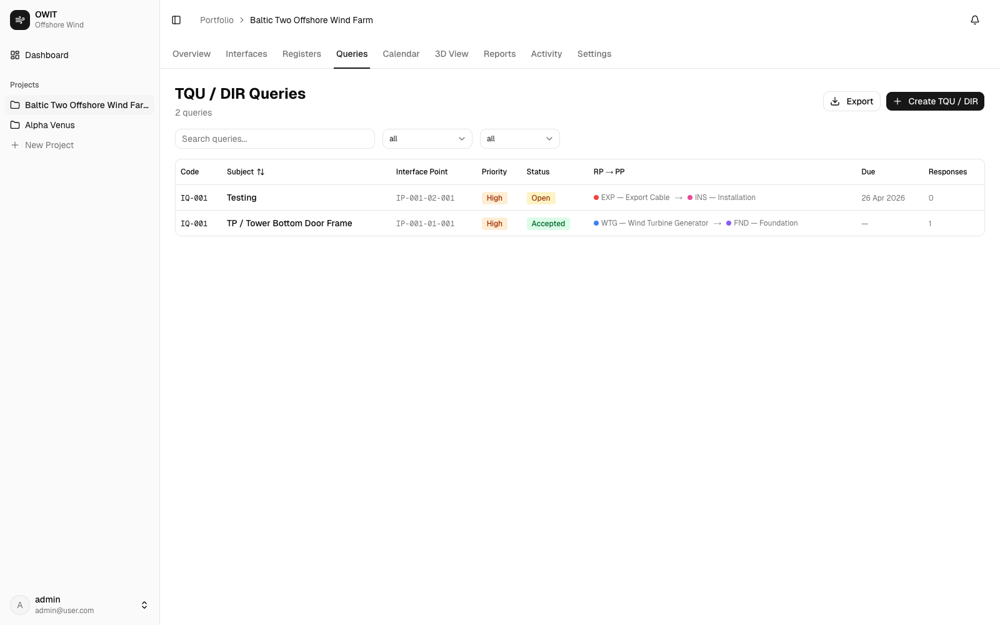 OWIT
Offshore Wind
Dashboard
Projects
Baltic Two Offshore Wind Far...
Alpha Venus
New Project
admin
A
admin@user.com
Portfolio > Baltic Two Offshore Wind Farm
Overview Interfaces Registers Queries Calendar 3D View Reports Activity Settings
TQU / DIR Queries
2 queries
Export
Create TQU / DIR
Search queries...
all
all
Code Subject Interface Point Priority Status RP → PP Due Responses
IQ-001 Testing IP-001-02-001 High Open EXP — Export Cable → INS — Installation 26 Apr 2026 0
IQ-001 TP / Tower Bottom Door Frame IP-001-01-001 High Accepted WTG — Wind Turbine Generator → FND — Foundation — 1